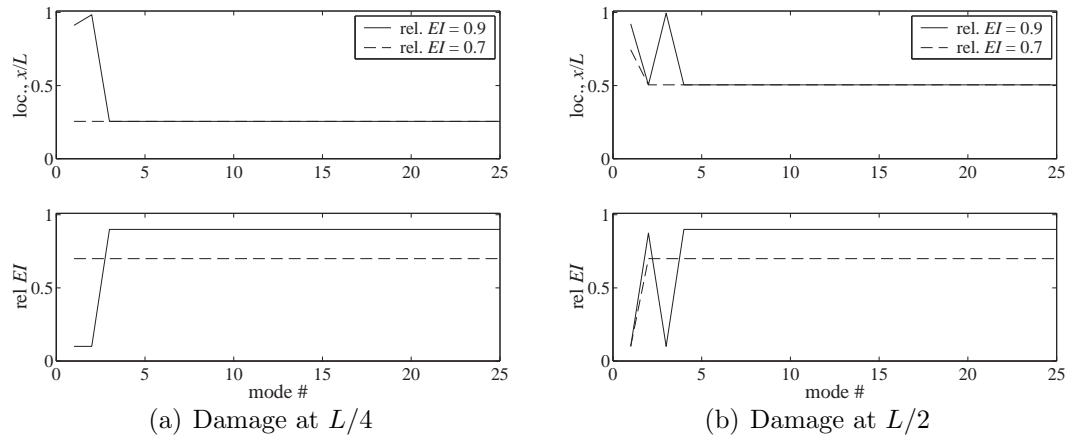 1
0.5
0
loc., x/L
rel. EI = 0.9
rel. EI = 0.7
0 5 10 15 20 25
1
0.5
0
rel EI
0 5 10 15 20 25
mode #
(a) Damage at L/4
1
0.5
0
loc., x/L
rel. EI = 0.9
rel. EI = 0.7
0 5 10 15 20 25
1
0.5
0
rel EI
0 5 10 15 20 25
mode #
(b) Damage at L/2